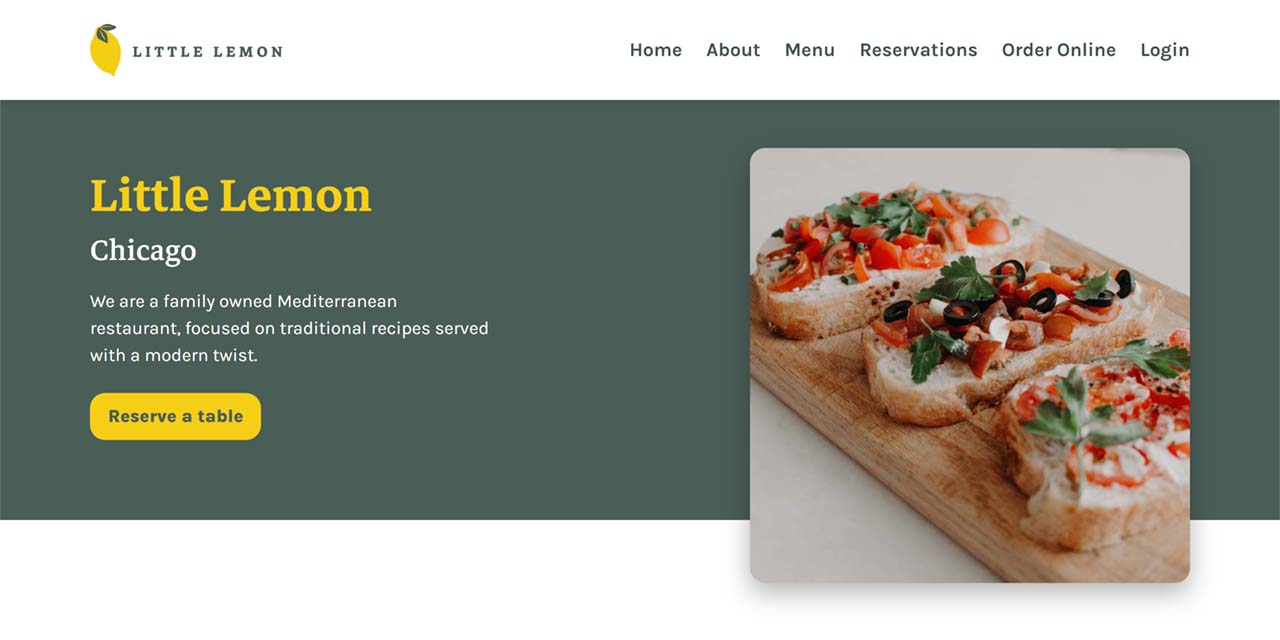 LITTLE LEMON
Home About Menu Reservations Order Online Login
Little Lemon
Chicago
We are a family owned Mediterranean
restaurant, focused on traditional recipes served
with a modern twist.
Reserve a table